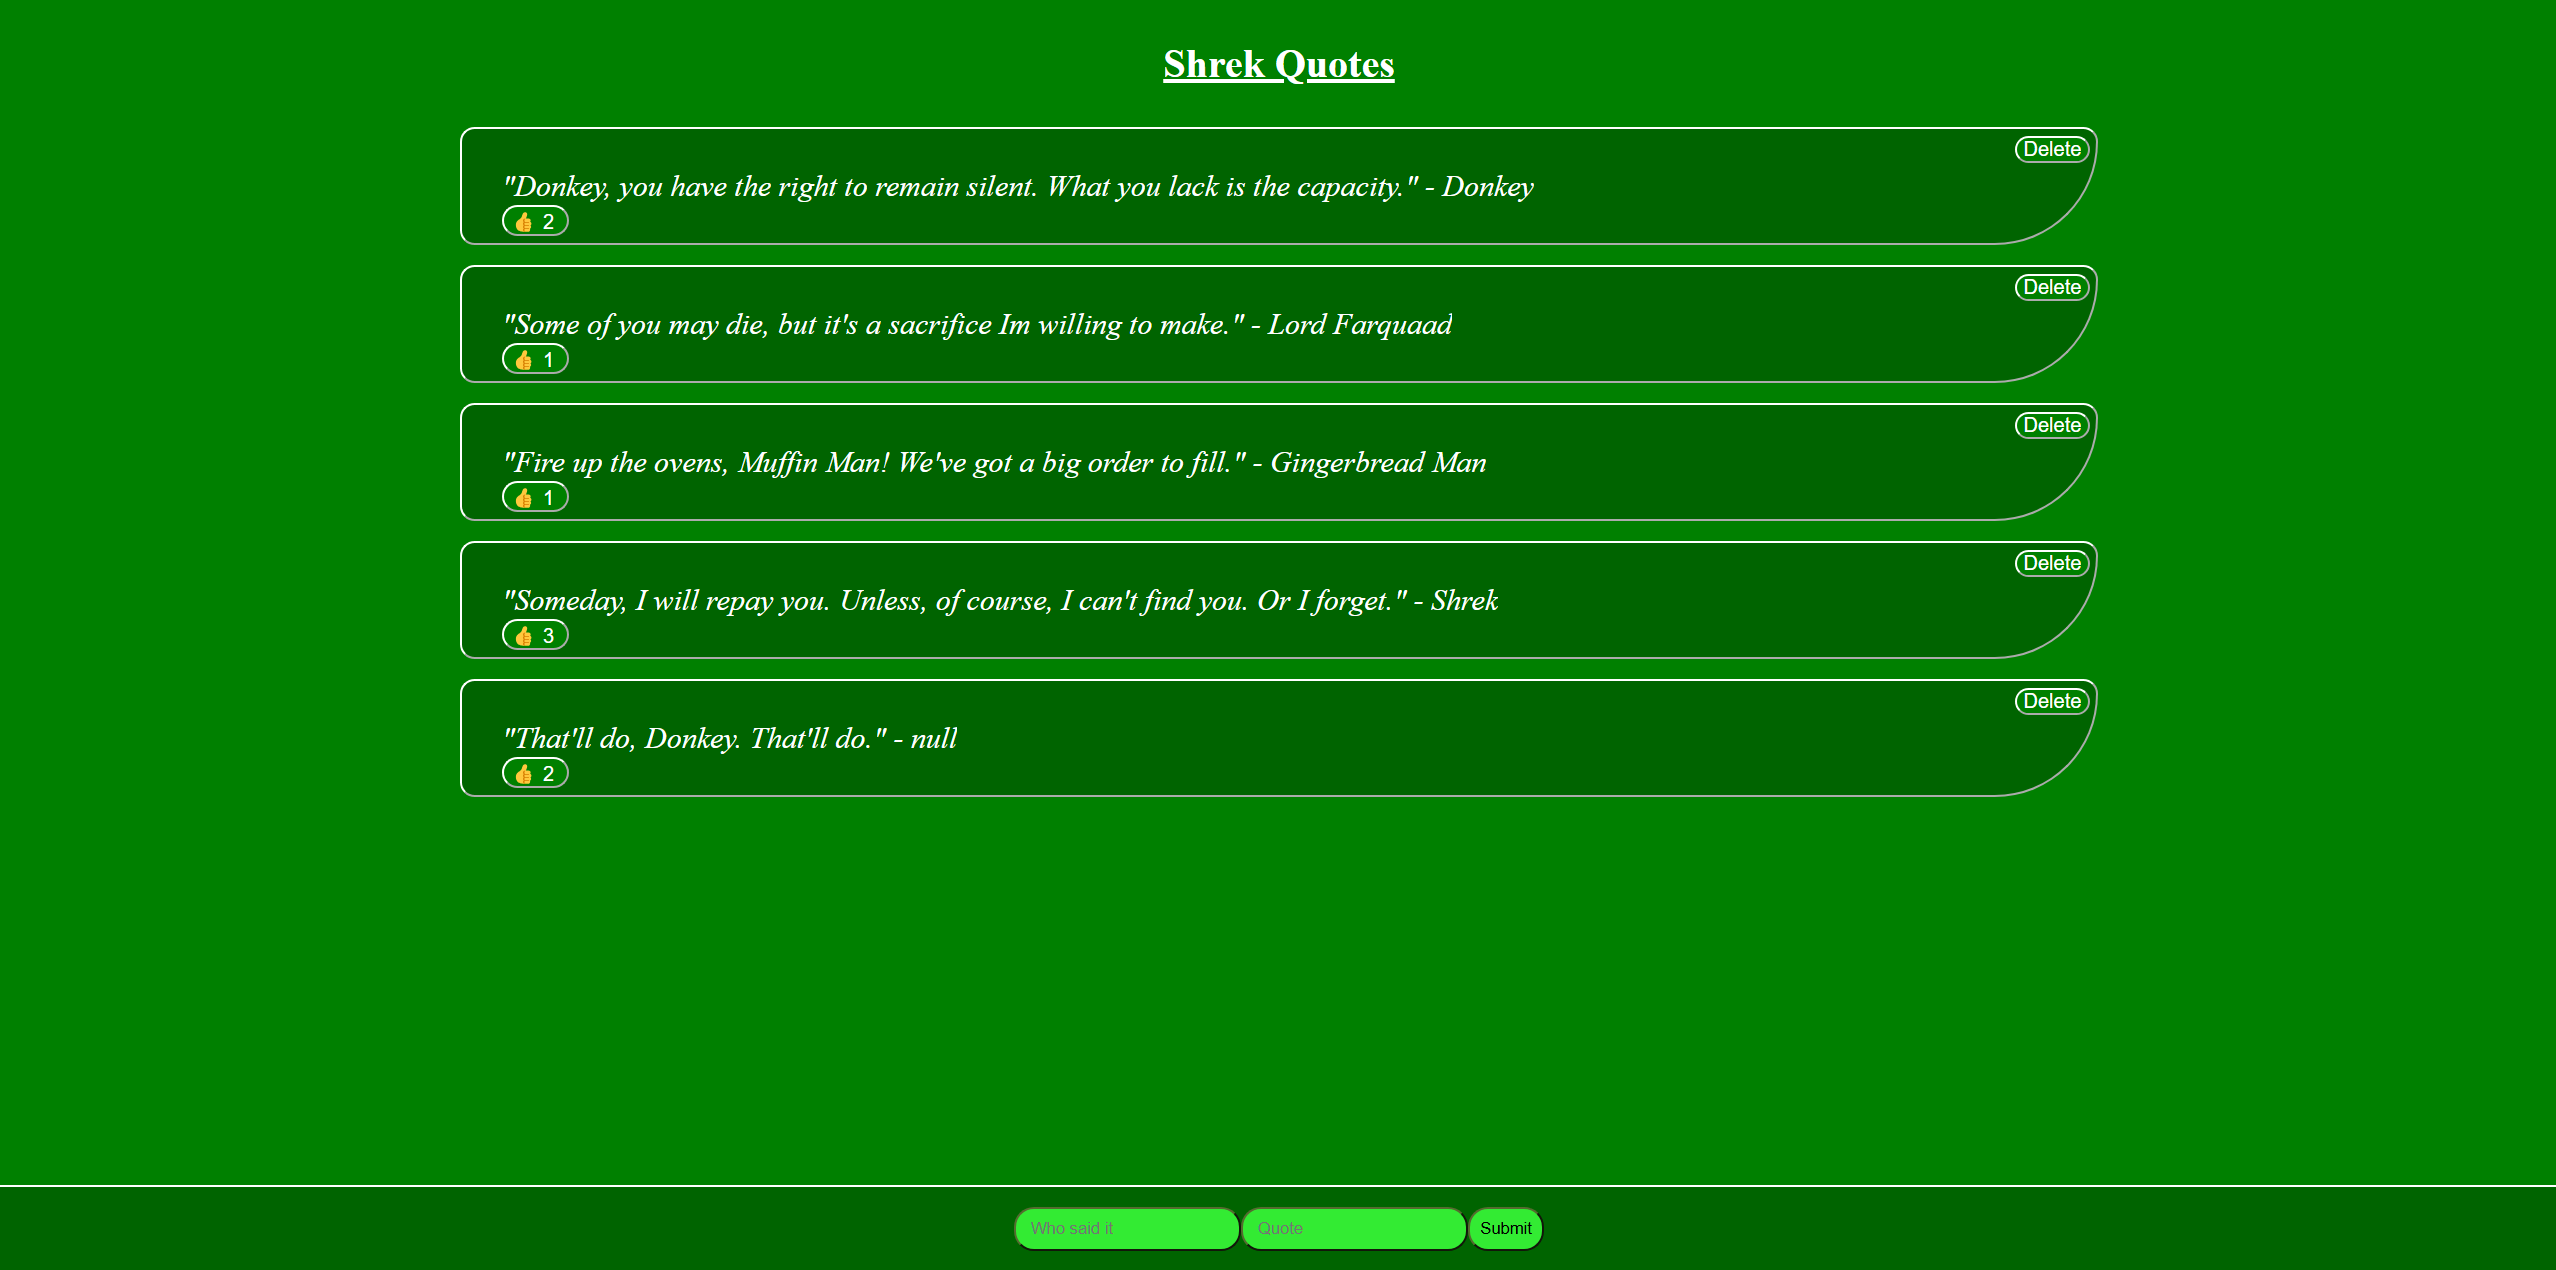 Shrek Quotes
Delete
"Donkey, you have the right to remain silent. What you lack is the capacity." - Donkey
👍 2
Delete
"Some of you may die, but it's a sacrifice Im willing to make." - Lord Farquaad
👍 1
Delete
"Fire up the ovens, Muffin Man! We've got a big order to fill." - Gingerbread Man
👍 1
Delete
"Someday, I will repay you. Unless, of course, I can't find you. Or I forget." - Shrek
👍 3
Delete
"That'll do, Donkey. That'll do." - null
👍 2
Who said it Quote Submit